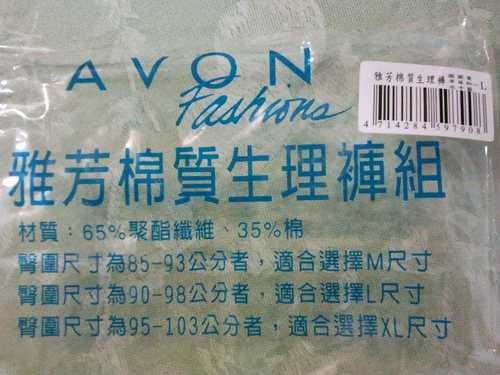 AVON
Fashions
雅芳棉質生理褲
L
4 714284 597908
雅芳棉質生理褲組
材質：65%聚酯纖維、35%棉
臀圍尺寸為85-93公分者，適合選擇M尺寸
臀圍尺寸為90-98公分者，適合選擇L尺寸
臀圍尺寸為95-103公分者，適合選擇XL尺寸